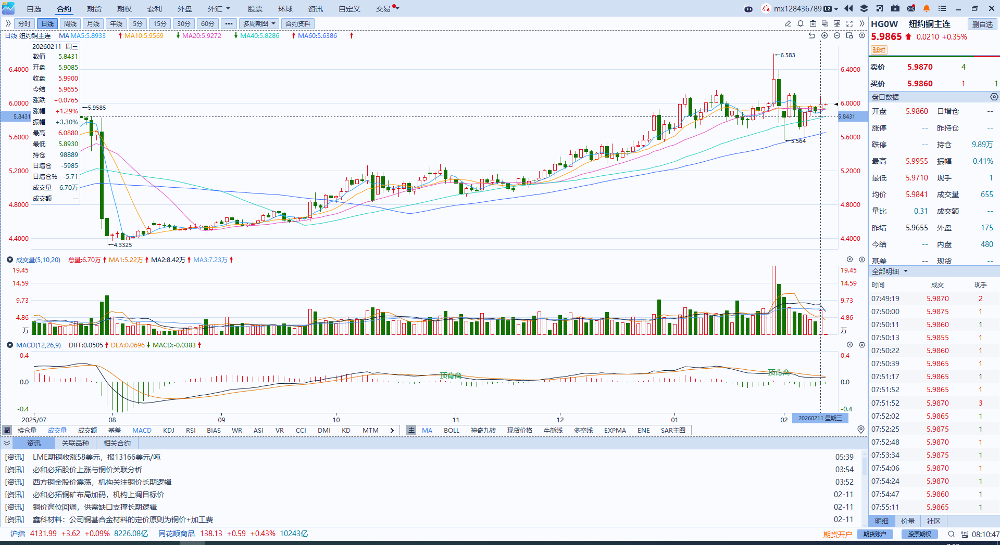 自选 合约 期货 期权 套利 外盘 外汇 股票 环球 资讯 自定义 交易 mx128436789 L2
分时 日线 周线 月线 年线 5分 15分 30分 60分 ••• 多周期图 合约资料
日线 纽约铜主连 MA MA5:5.8933 MA10:5.9569 MA20:5.9272 MA40:5.8286 MA60:5.6386
20260211 周三
数值 5.8431
开盘 5.9085
收盘 5.9900
今结 5.9655
涨跌 +0.0765
涨幅 +1.29%
振幅 +3.30%
最高 6.0880
最低 5.8930
持仓 98889
日增仓 -5985
日增仓% -5.71
成交量 6.70万
成交额 --
6.4000 6.4000
6.0000 6.0000
5.8431 5.8431
5.6000 5.6000
5.2000 5.2000
4.8000 4.8000
4.4000 4.4000
5.9585
4.3325
6.583
5.564
成交量(5,10,20) 总量:6.70万 MA1:5.22万 MA2:8.42万 MA3:7.23万
19.45 19.45
14.59 14.59
9.73 9.73
4.86 4.86
万 万
MACD(12,26,9) DIFF:0.0505 DEA:0.0696 MACD:-0.0383
0.4 0.4
顶背离 顶背离
0.0 0.0
-0.4 -0.4
2025/07 08 09 10 11 12 01 02 20260211 星期三
副 持仓量 成交量 成交额 基差 MACD KDJ RSI BIAS WR ASI VR CCI DMI KD MTM 主 MA BOLL 神奇九转 现货价格 牛熊线 多空线 EXPMA ENE SAR主图
资讯 关联品种 相关合约
[资讯] LME期铜收涨58美元，报13166美元/吨 05:39
[资讯] 必和必拓股价上涨与铜价关联分析 03:54
[资讯] 西方铜金股价震荡，机构关注铜价长期逻辑 03:52
[资讯] 必和必拓铜矿布局加码，机构上调目标价 02-11
[资讯] 铜价高位回调，供需缺口支撑长期逻辑 02-11
[资讯] 鑫科材料：公司铜基合金材料的定价原则为铜价+加工费 02-11
HG0W 纽约铜主连 删自选
5.9865 0.0210 +0.35%
延时
卖价 5.9870 4
买价 5.9860 1 -1
盘口数据
开盘 5.9860 日增仓 --
涨停 -- 昨持仓 --
跌停 -- 持仓 9.89万
最高 5.9955 振幅 0.41%
最低 5.9710 现手 1
均价 5.9841 成交量 655
量比 0.31 成交额 --
昨结 5.9655 外盘 175
今结 -- 内盘 480
基差 -- 现货 --
全部明细
时间 成交 现手
07:49:19 5.9870 2
07:50:00 5.9875 1
07:50:11 5.9860 1
07:50:13 5.9855 1
07:50:22 5.9860 1
07:50:39 5.9865 1
07:51:17 5.9865 1
07:51:52 5.9865 1
07:51:52 5.9870 3
07:52:02 5.9865 1
07:52:25 5.9875 1
07:52:48 5.9870 1
07:53:34 5.9875 1
07:54:06 5.9870 1
07:54:24 5.9870 1
07:54:47 5.9860 1
07:55:11 5.9865 1
明细 价量 社区
沪指 4131.99 +3.62 +0.09% 8226.08亿 同花顺商品 138.13 +0.59 +0.43% 10243亿 期货开户 期货账户 股票期权 08:10:47